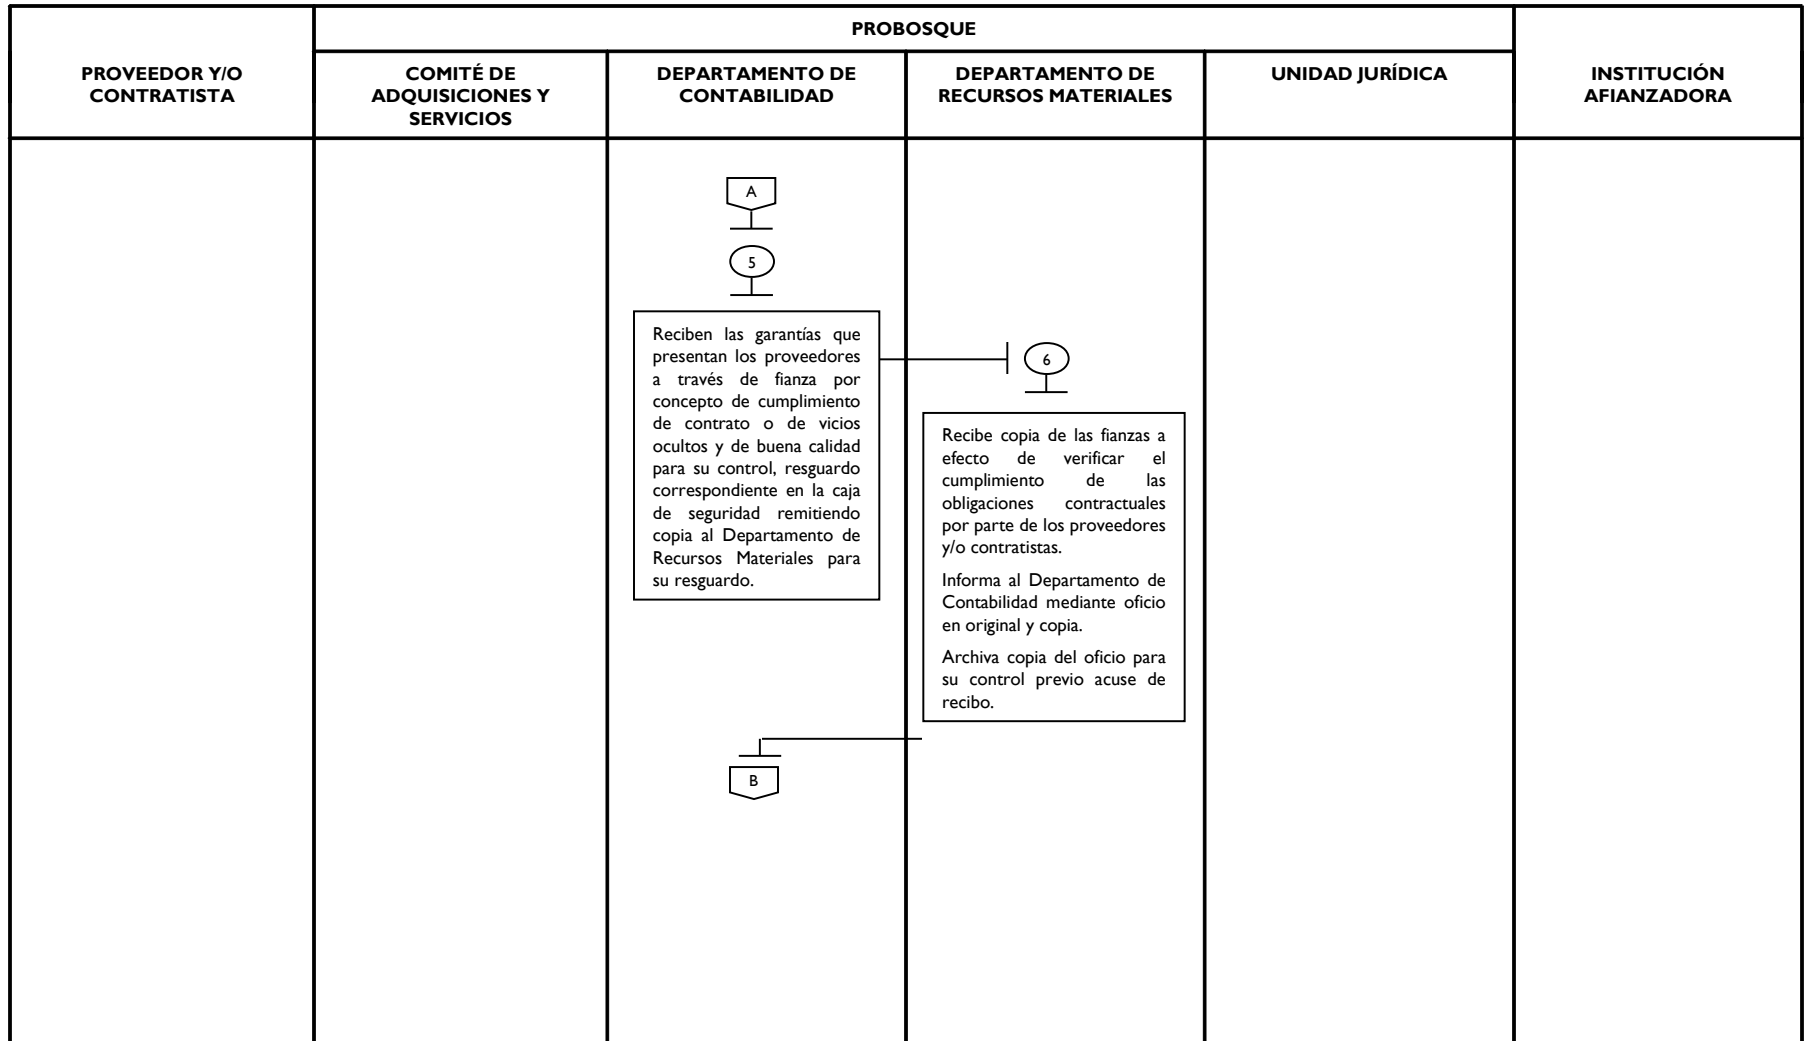 PROBOSQUE
PROVEEDOR Y/O
CONTRATISTA
COMITÉ DE
ADQUISICIONES Y
SERVICIOS
DEPARTAMENTO DE
CONTABILIDAD
DEPARTAMENTO DE
RECURSOS MATERIALES
UNIDAD JURÍDICA
INSTITUCIÓN
AFIANZADORA
A
5
Reciben las garantías que
presentan los proveedores
a través de fianza por
concepto de cumplimiento
de contrato o de vicios
ocultos y de buena calidad
para su control, resguardo
correspondiente en la caja
de seguridad remitiendo
copia al Departamento de
Recursos Materiales para
su resguardo.
6
Recibe copia de las fianzas a
efecto de verificar el
cumplimiento de las
obligaciones contractuales
por parte de los proveedores
y/o contratistas.
Informa al Departamento de
Contabilidad mediante oficio
en original y copia.
Archiva copia del oficio para
su control previo acuse de
recibo.
B